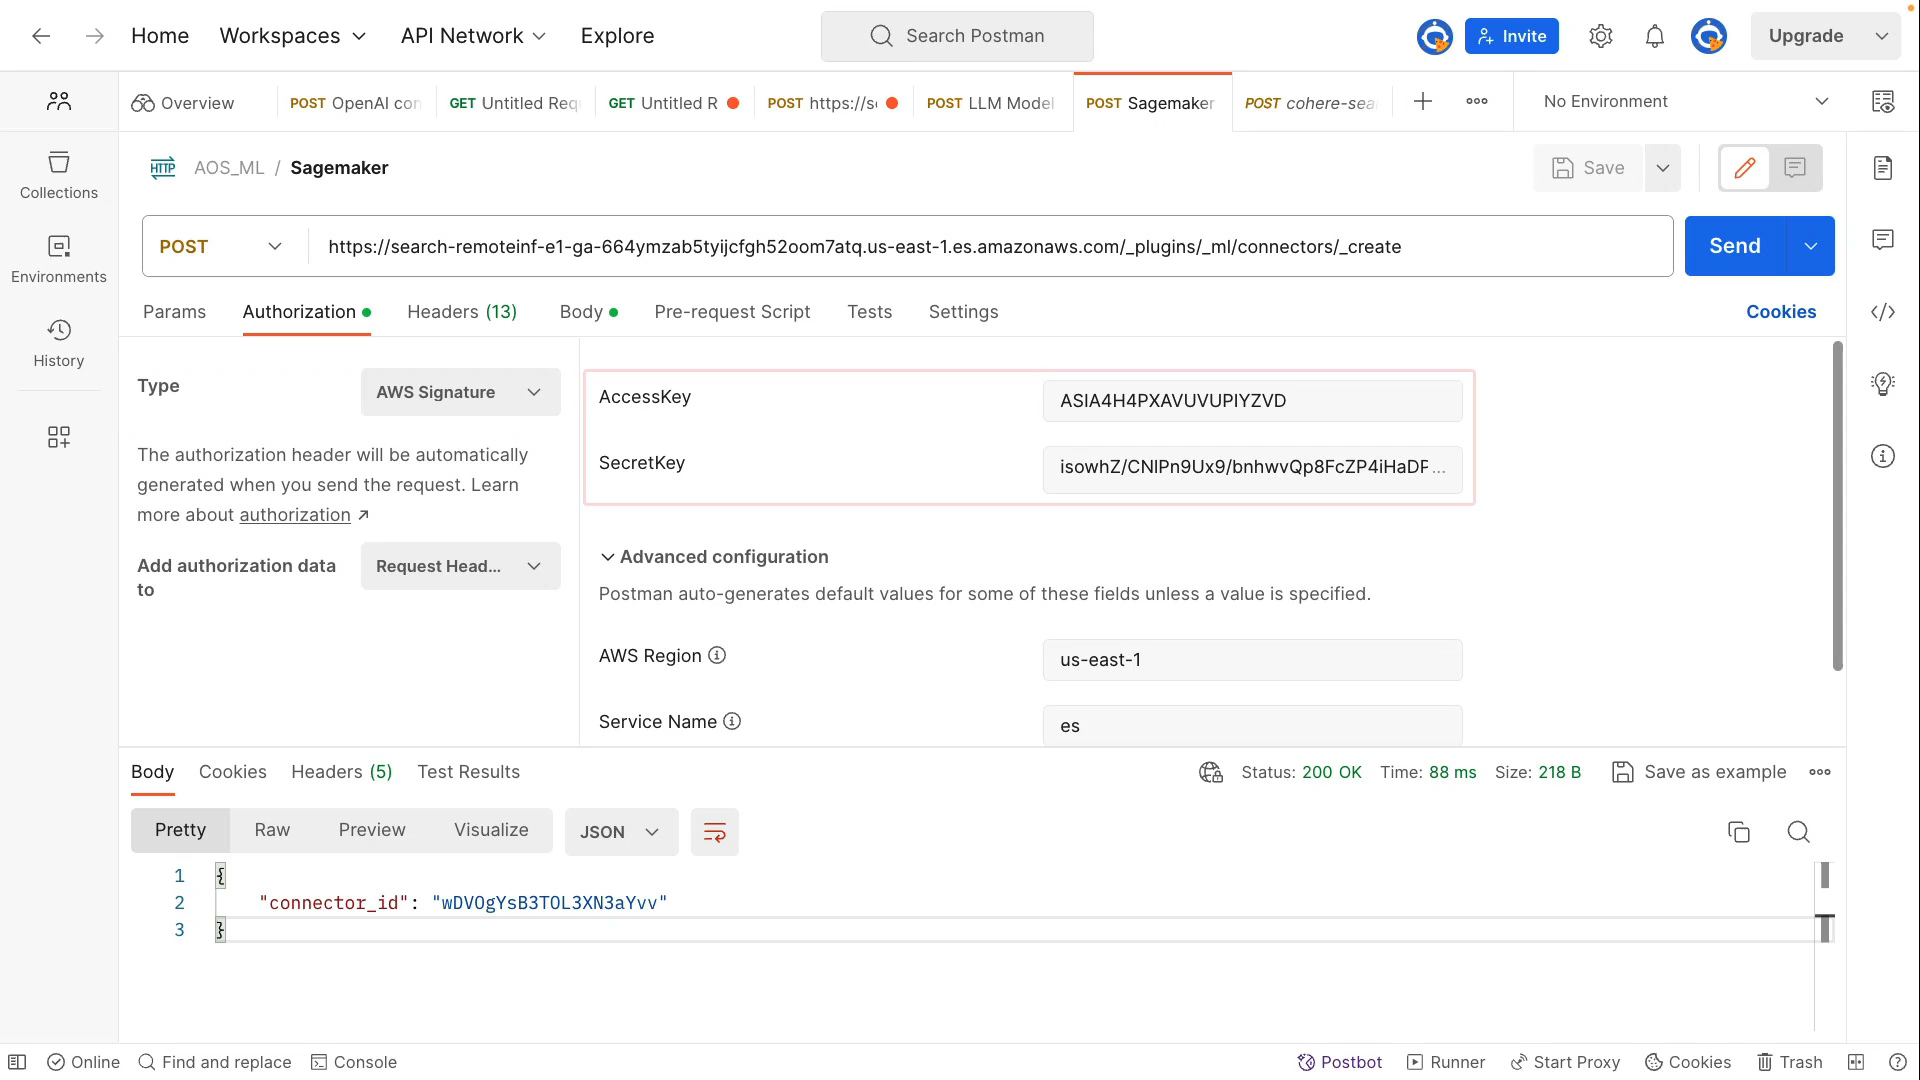 Home Workspaces API Network Explore Search Postman Invite Upgrade
Overview POST OpenAI con GET Untitled Req GET Untitled R POST https://se POST LLM Model POST Sagemaker POST cohere-sea No Environment
HTTP AOS_ML / Sagemaker Save
Collections
Environments
History
POST https://search-remoteinf-e1-ga-664ymzab5tyijcfgh52oom7atq.us-east-1.es.amazonaws.com/_plugins/_ml/connectors/_create Send
Params Authorization Headers (13) Body Pre-request Script Tests Settings Cookies
Type AWS Signature
The authorization header will be automatically
generated when you send the request. Learn
more about authorization ↗
Add authorization data
to
Request Head...
AccessKey ASIA4H4PXAVUVUPIYZVD
SecretKey isowhZ/CNIPn9Ux9/bnhwvQp8FcZP4iHaDF...
Advanced configuration
Postman auto-generates default values for some of these fields unless a value is specified.
AWS Region us-east-1
Service Name es
Body Cookies Headers (5) Test Results Status: 200 OK Time: 88 ms Size: 218 B Save as example
Pretty Raw Preview Visualize JSON
1 {
2 "connector_id": "wDVOgYsB3TOL3XN3aYvv"
3 }
Online Find and replace Console Postbot Runner Start Proxy Cookies Trash